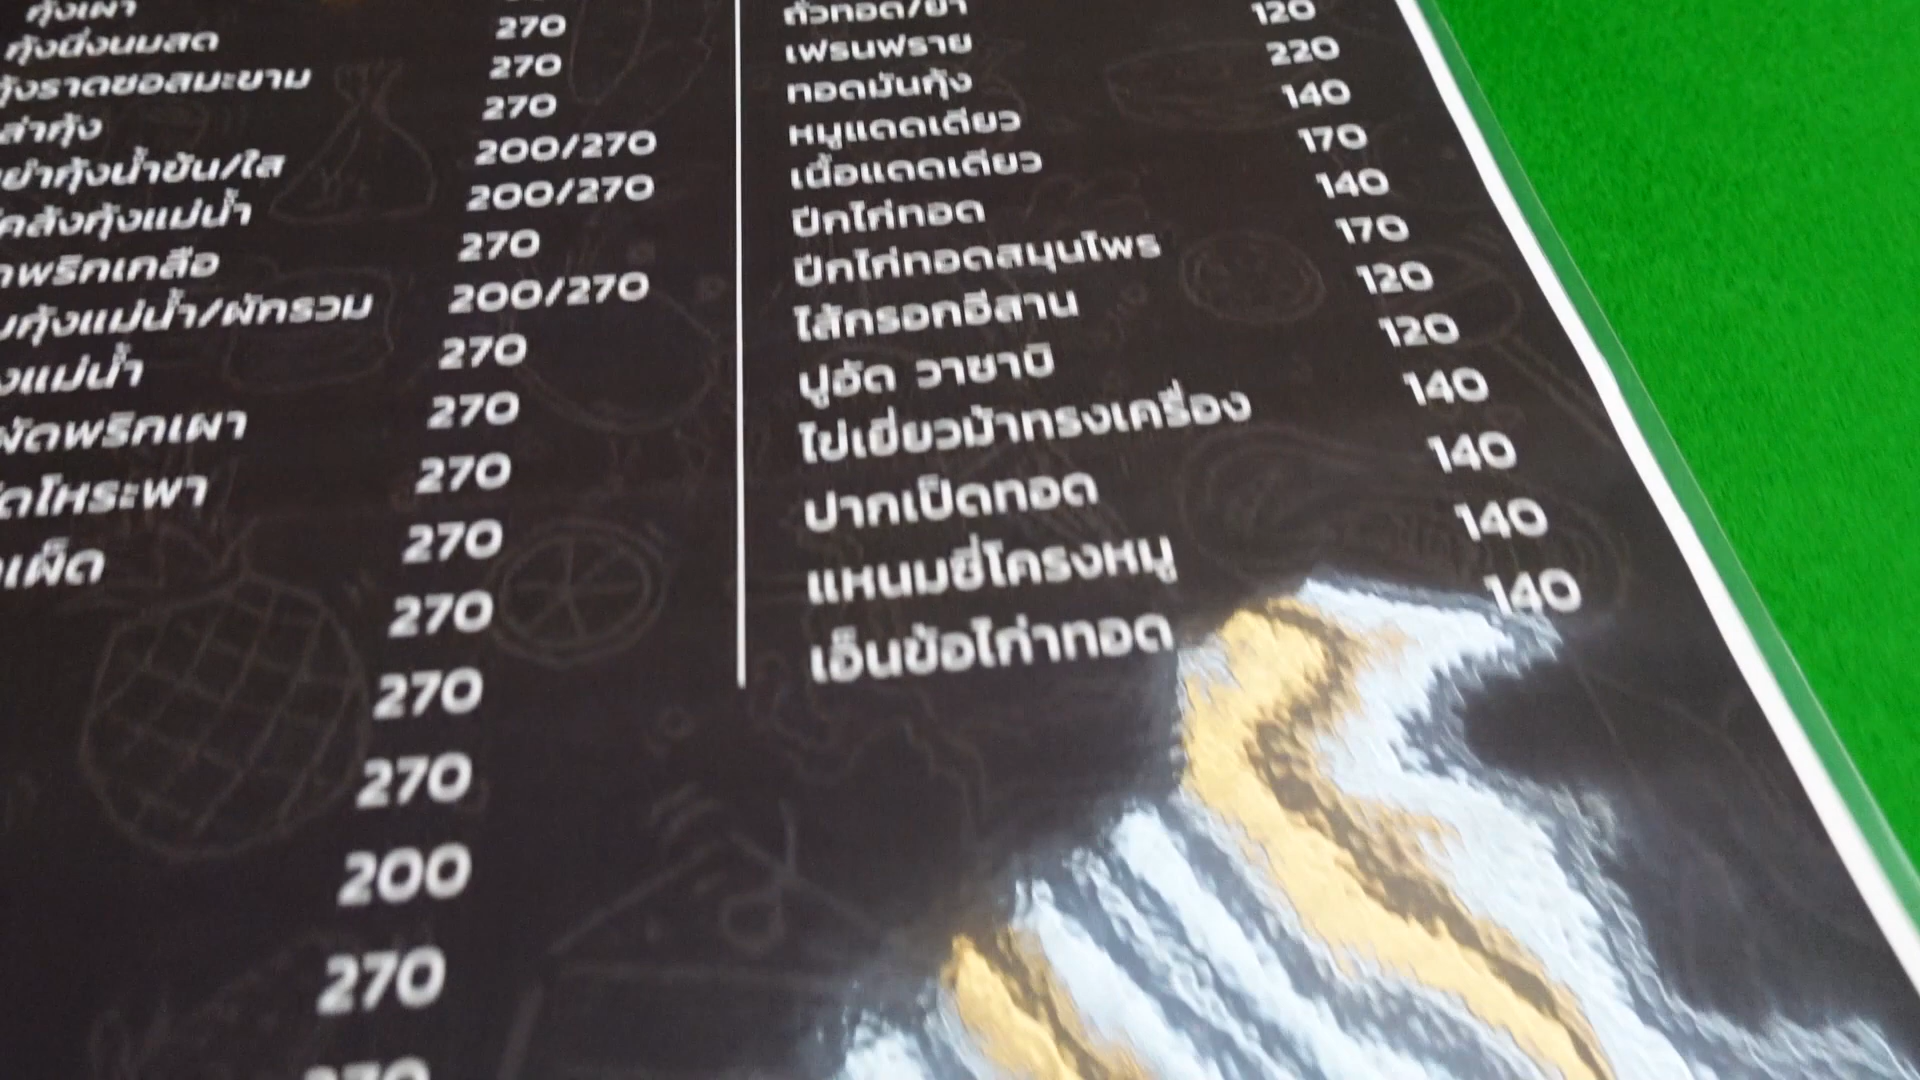 กุ้งเผา
กุ้งนึ่งนมสด 270
กุ้งราดซอสมะขาม 270
ล่ากุ้ง 270
ยำกุ้งน้ำข้น/ใส 200/270
กุ้งแม่น้ำ 200/270
พริกเกลือ 270
กุ้งแม่น้ำ/ผักรวม 200/270
แม่น้ำ 270
ผัดพริกเผา 270
โหระพา 270
เผ็ด 270
270
270
270
200
270
270
ถั่วทอด/ยำ
เฟรนฟราย 120
ทอดมันกุ้ง 220
หมูแดดเดียว 140
เนื้อแดดเดียว 170
ปีกไก่ทอด 140
ปีกไก่ทอดสมุนไพร 170
ไส้กรอกอีสาน 120
ปูอัด วาซาบิ 120
ไข่เยี่ยวม้าทรงเครื่อง 140
ปากเป็ดทอด 140
แหนมซี่โครงหมู 140
เอ็นข้อไก่าทอด 140